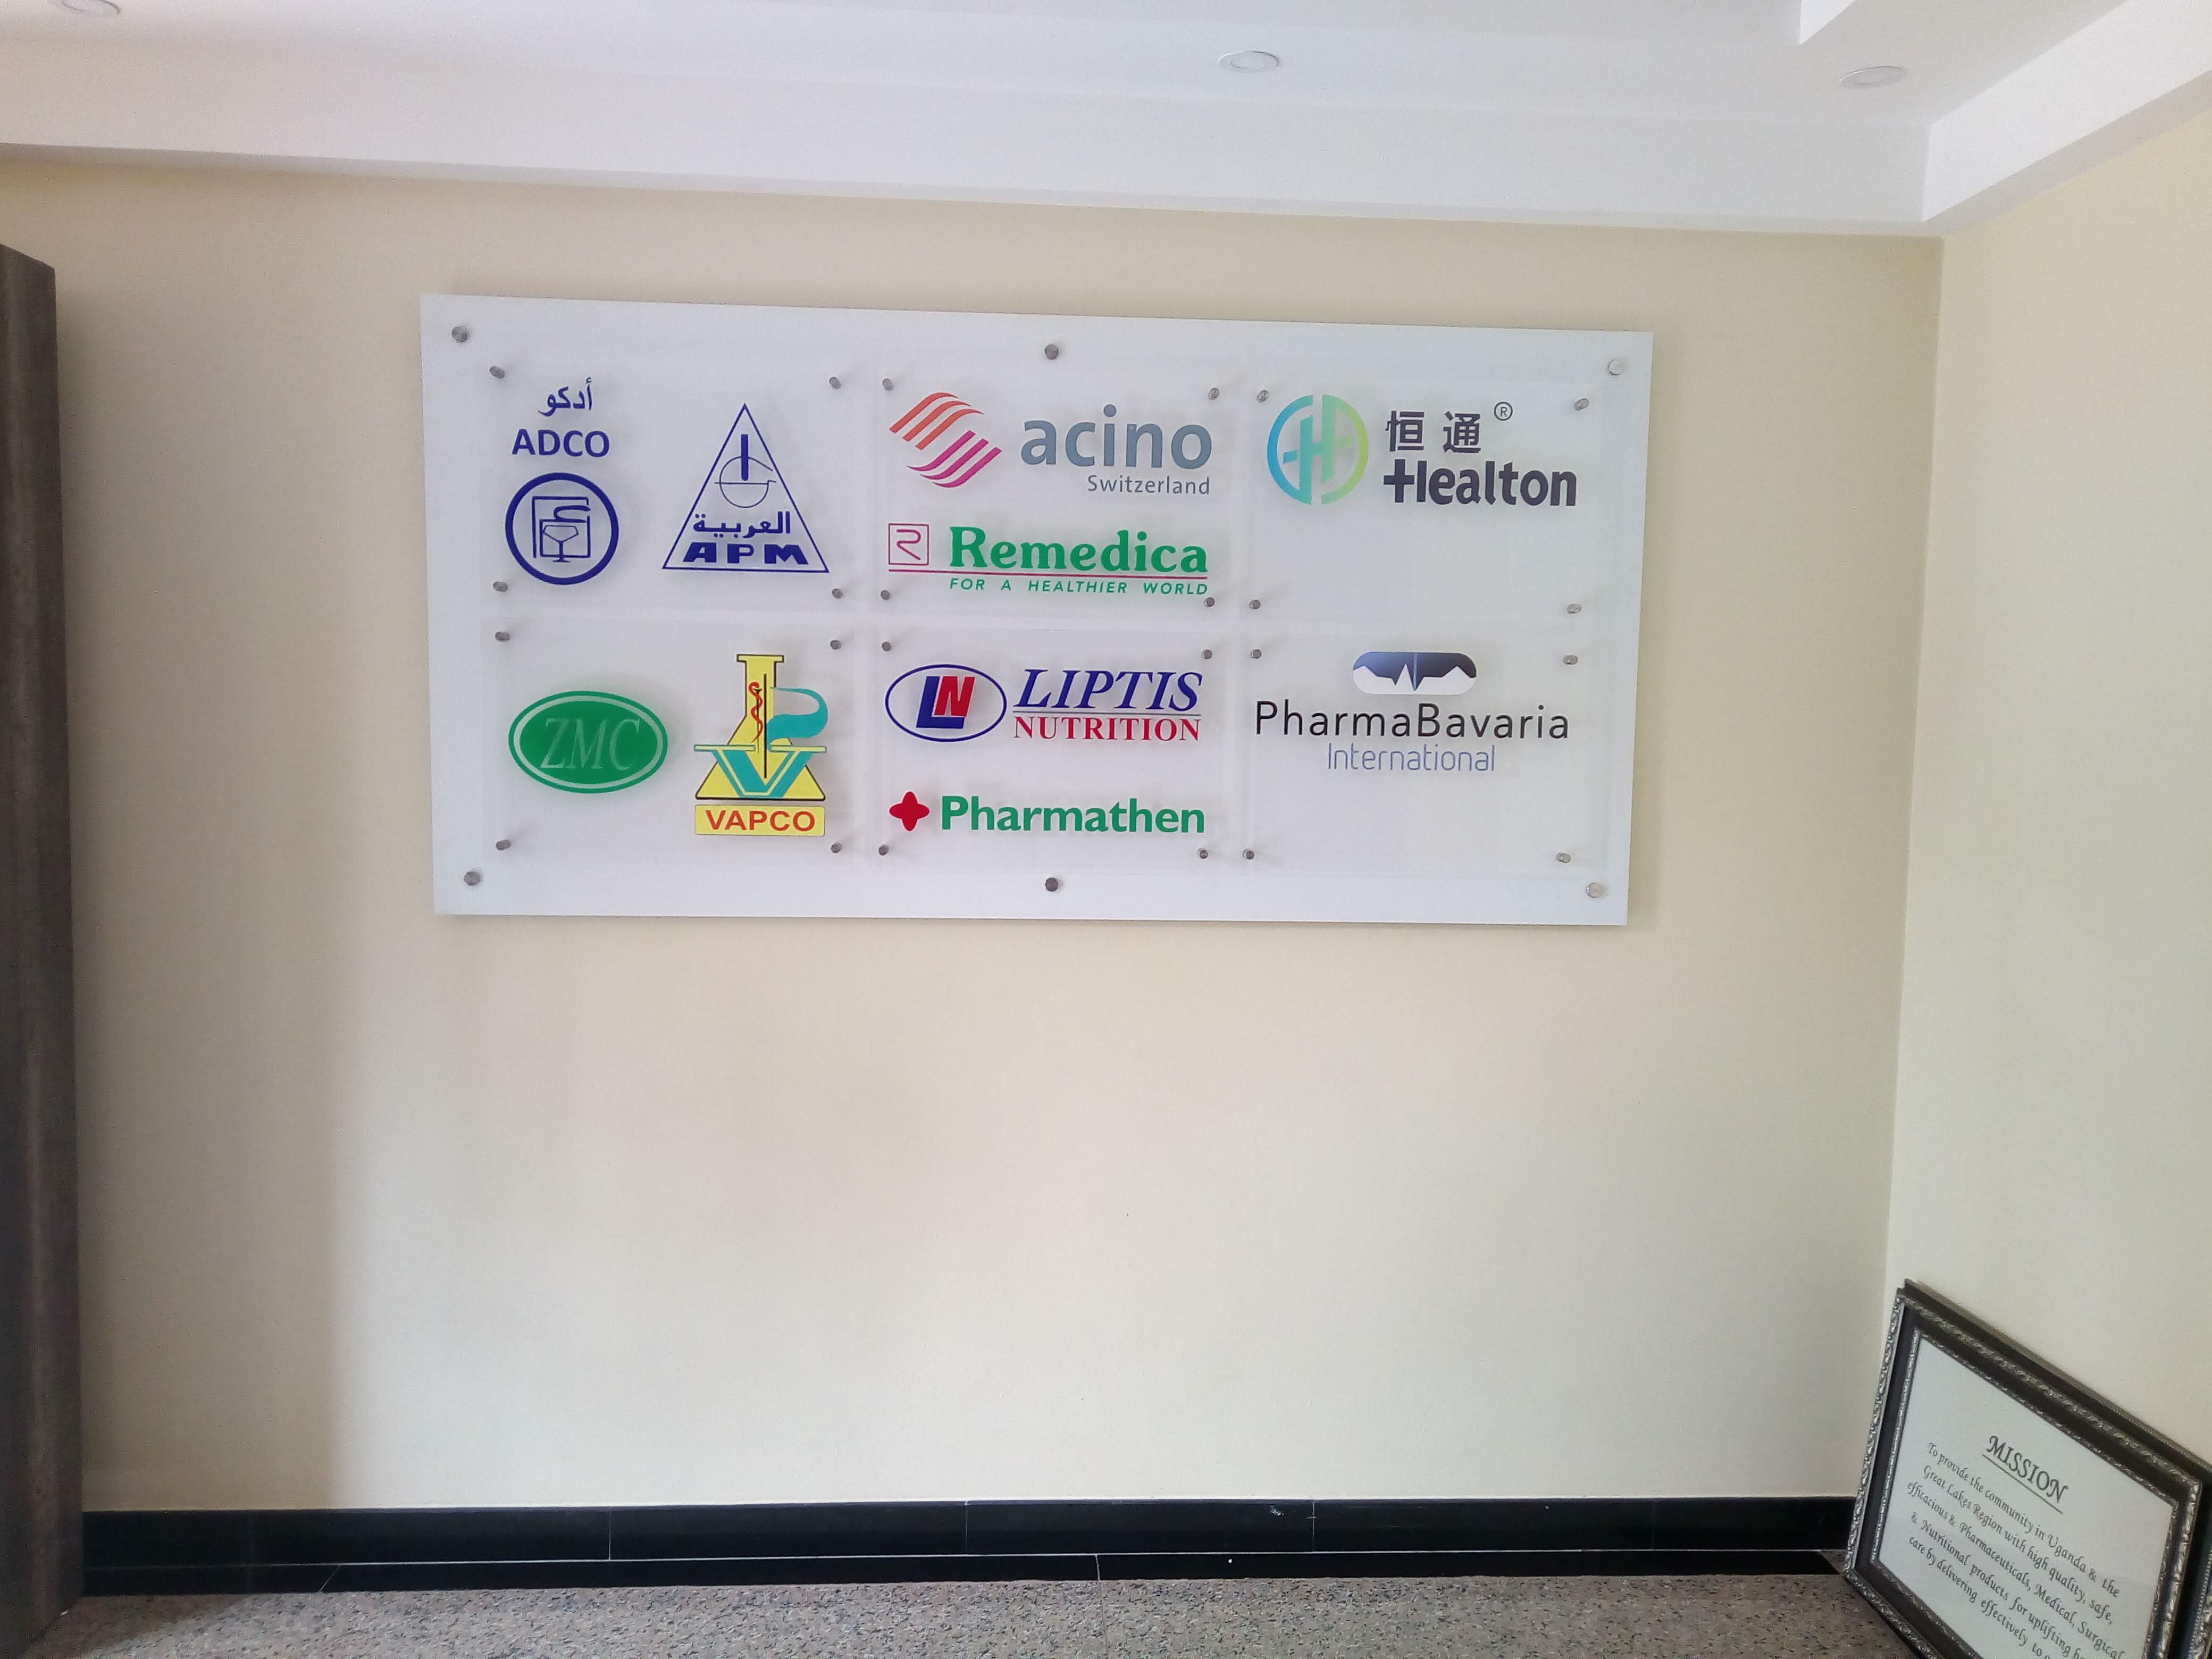 أدكو
ADCO
العربية
APM
acino
Switzerland
Remedica
FOR A HEALTHIER WORLD
恒通®
Healton
ZMC
VAPCO
LN LIPTIS
NUTRITION
Pharmathen
PharmaBavaria
International
MISSION
To provide the community in Uganda & the
Great Lakes Region with high quality, safe,
efficacious & Pharmaceuticals, Medical, Surgical
& Nutritional products for uplifting
care by delivering effectively to